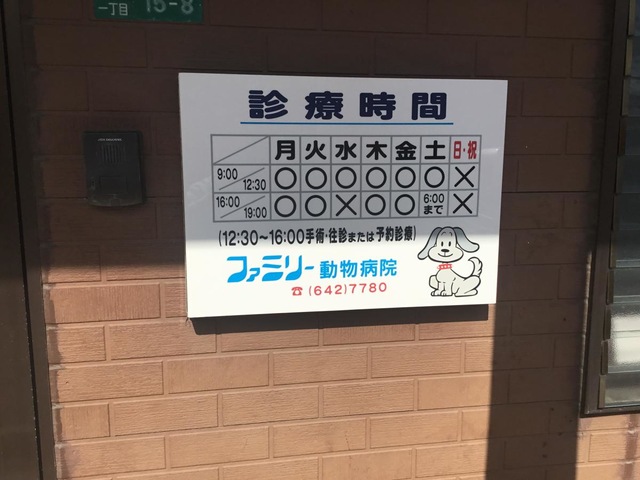 一丁目 15-8
診療時間
月 火 水 木 金 土 日・祝
9:00/12:30 ○ ○ ○ ○ ○ ○ ×
16:00/19:00 ○ ○ × ○ ○ 6:00まで ×
(12:30～16:00手術・往診または予約診療)
ファミリー動物病院
☎(642)7780